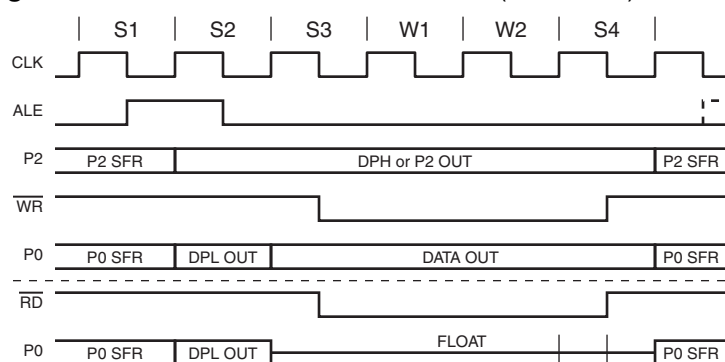 S1 S2 S3 W1 W2 S4
CLK
ALE
P2 P2 SFR DPH or P2 OUT P2 SFR
WR
P0 P0 SFR DPL OUT DATA OUT P0 SFR
RD
P0 P0 SFR DPL OUT FLOAT P0 SFR